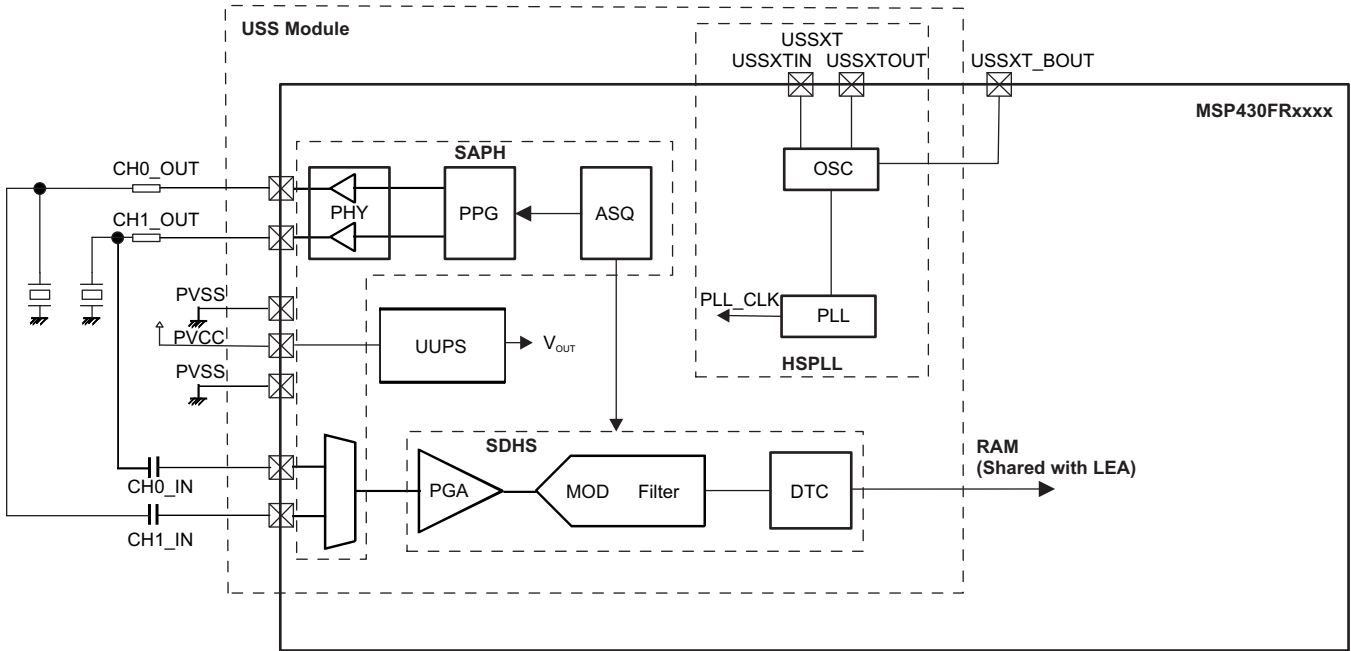 USS Module
USSXT
USSXTIN
USSXTOUT
USSXT_BOUT
MSP430FRxxxx
SAPH
CH0_OUT
OSC
PHY
PPG
ASQ
CH1_OUT
PVSS
PLL_CLK
PLL
PVCC
UUPS
VOUT
HSPLL
PVSS
SDHS
RAM
(Shared with LEA)
PGA
MOD
Filter
DTC
CH0_IN
CH1_IN